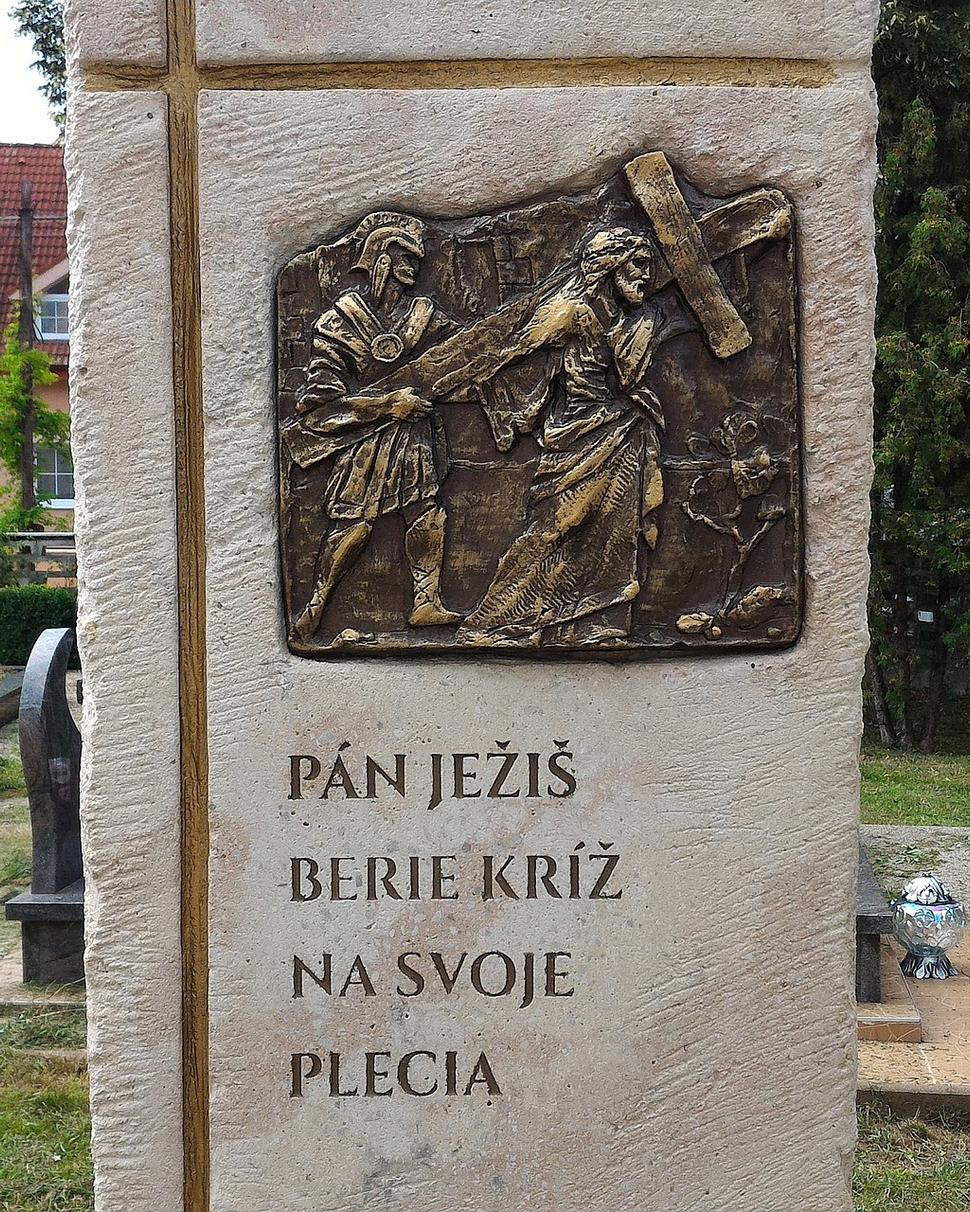 PÁN JEŽIŠ
BERIE KRÍŽ
NA SVOJE
PLECIA